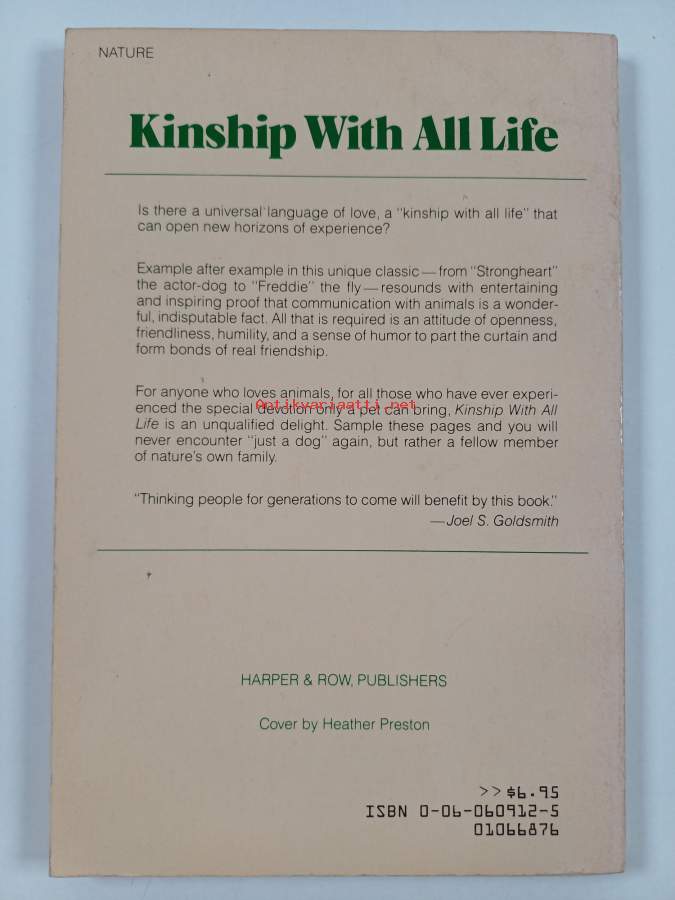 NATURE
Kinship With All Life
Is there a universal language of love, a "kinship with all life" that
can open new horizons of experience?
Example after example in this unique classic—from "Strongheart"
the actor-dog to "Freddie" the fly—resounds with entertaining
and inspiring proof that communication with animals is a wonder-
ful, indisputable fact. All that is required is an attitude of openness,
friendliness, humility, and a sense of humor to part the curtain and
form bonds of real friendship.
For anyone who loves animals, for all those who have ever experi-
enced the special devotion only a pet can bring, Kinship With All
Antikvariaatti.net
Life is an unqualified delight. Sample these pages and you will
never encounter "just a dog" again, but rather a fellow member
of nature's own family.
"Thinking people for generations to come will benefit by this book."
—Joel S. Goldsmith
HARPER & ROW, PUBLISHERS
Cover by Heather Preston
>> $6.95
ISBN 0-06-060912-5
01066876